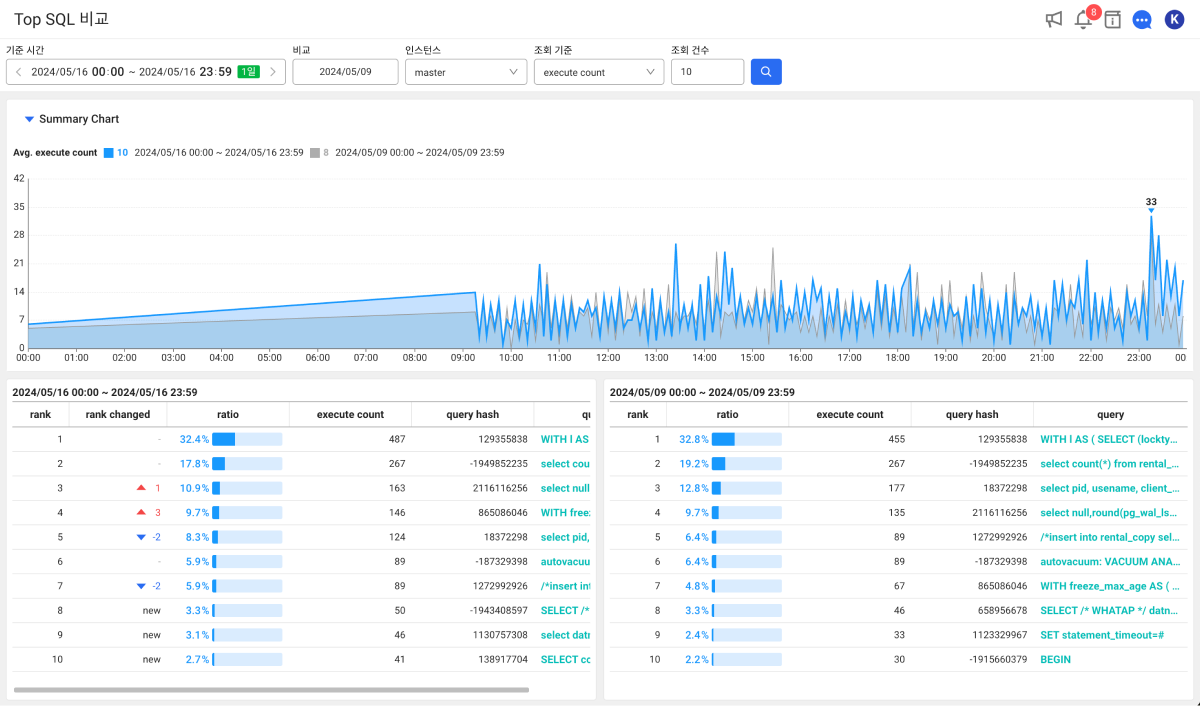 Top SQL 비교
8
K
기준 시간 비교 인스턴스 조회 기준 조회 건수
2024/05/16 00:00 ~ 2024/05/16 23:59 1일 2024/05/09 master execute count 10
Summary Chart
Avg. execute count 10 2024/05/16 00:00 ~ 2024/05/16 23:59 8 2024/05/09 00:00 ~ 2024/05/09 23:59
42
35
28
21
14
7
0
33
00:00 01:00 02:00 03:00 04:00 05:00 06:00 07:00 08:00 09:00 10:00 11:00 12:00 13:00 14:00 15:00 16:00 17:00 18:00 19:00 20:00 21:00 22:00 23:00 00
2024/05/16 00:00 ~ 2024/05/16 23:59
rank rank changed ratio execute count query hash qu
1 - 32.4% 487 129355838 WITH l AS
2 - 17.8% 267 -1949852235 select cou
3 1 10.9% 163 2116116256 select null
4 3 9.7% 146 865086046 WITH free
5 -2 8.3% 124 18372298 select pid,
6 - 5.9% 89 -187329398 autovacuu
7 -2 5.9% 89 1272992926 /*insert int
8 new 3.3% 50 -1943408597 SELECT /*
9 new 3.1% 46 1130757308 select datn
10 new 2.7% 41 138917704 SELECT co
2024/05/09 00:00 ~ 2024/05/09 23:59
rank ratio execute count query hash query
1 32.8% 455 129355838 WITH l AS ( SELECT (lockty...
2 19.2% 267 -1949852235 select count(*) from rental_...
3 12.8% 177 18372298 select pid, usename, client_...
4 9.7% 135 2116116256 select null,round(pg_wal_ls...
5 6.4% 89 1272992926 /*insert into rental_copy sel...
6 6.4% 89 -187329398 autovacuum: VACUUM ANA...
7 4.8% 67 865086046 WITH freeze_max_age AS ( ...
8 3.3% 46 658956678 SELECT /* WHATAP */ datn...
9 2.4% 33 1123329967 SET statement_timeout=#
10 2.2% 30 -1915660379 BEGIN